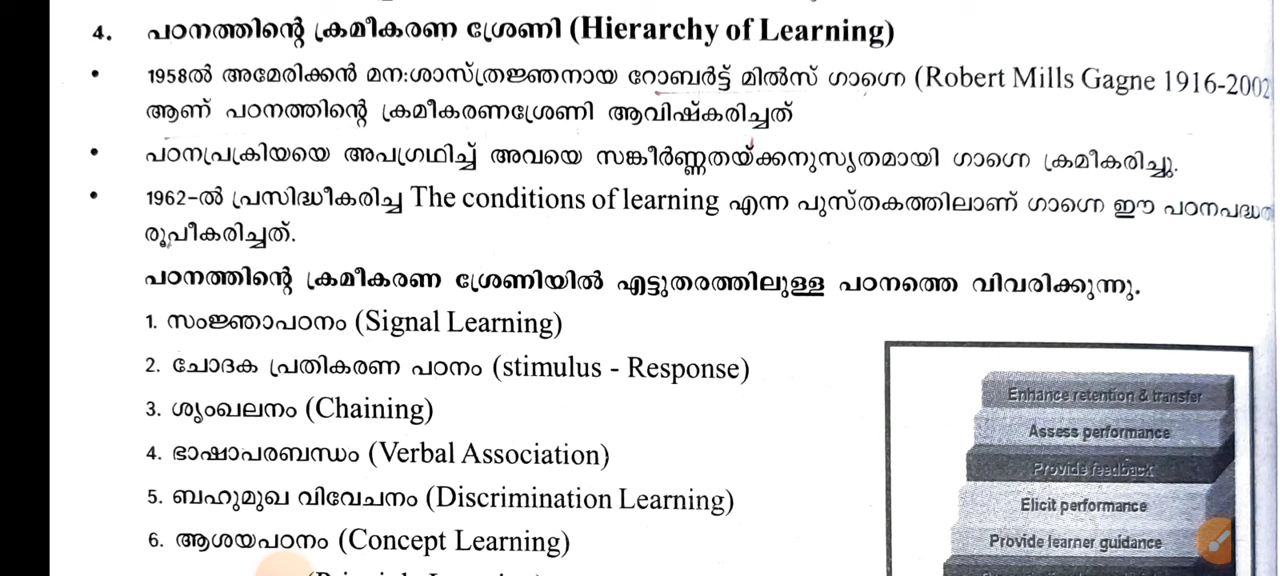 4. പഠനത്തിന്റെ ക്രമീകരണ ശ്രേണി (Hierarchy of Learning)
• 1958ൽ അമേരിക്കൻ മന:ശാസ്ത്രജ്ഞനായ റോബർട്ട് മിൽസ് ഗാഗ്നെ (Robert Mills Gagne 1916-2002
ആണ് പഠനത്തിന്റെ ക്രമീകരണശ്രേണി ആവിഷ്കരിച്ചത്
• പഠനപ്രക്രിയയെ അപഗ്രഥിച്ച് അവയെ സങ്കീർണ്ണതയ്ക്കനുസൃതമായി ഗാഗ്നെ ക്രമീകരിച്ചു.
• 1962-ൽ പ്രസിദ്ധീകരിച്ച The conditions of learning എന്ന പുസ്തകത്തിലാണ് ഗാഗ്നെ ഈ
രൂപീകരിച്ചത്.
പഠനത്തിന്റെ ക്രമീകരണ ശ്രേണിയിൽ എട്ടുതരത്തിലുള്ള പഠനത്തെ വിവരിക്കുന്നു.
1. സംജ്ഞാപഠനം (Signal Learning)
2. ചോദക പ്രതികരണ പഠനം (stimulus - Response)
3. ശൃംഖലനം (Chaining)
4. ഭാഷാപരബന്ധം (Verbal Association)
5. ബഹുമുഖ വിവേചനം (Discrimination Learning)
6. ആശയപഠനം (Concept Learning)
Enhance retention & transfer
Assess performance
Provide feedback
Elicit performance
Provide learner guidance